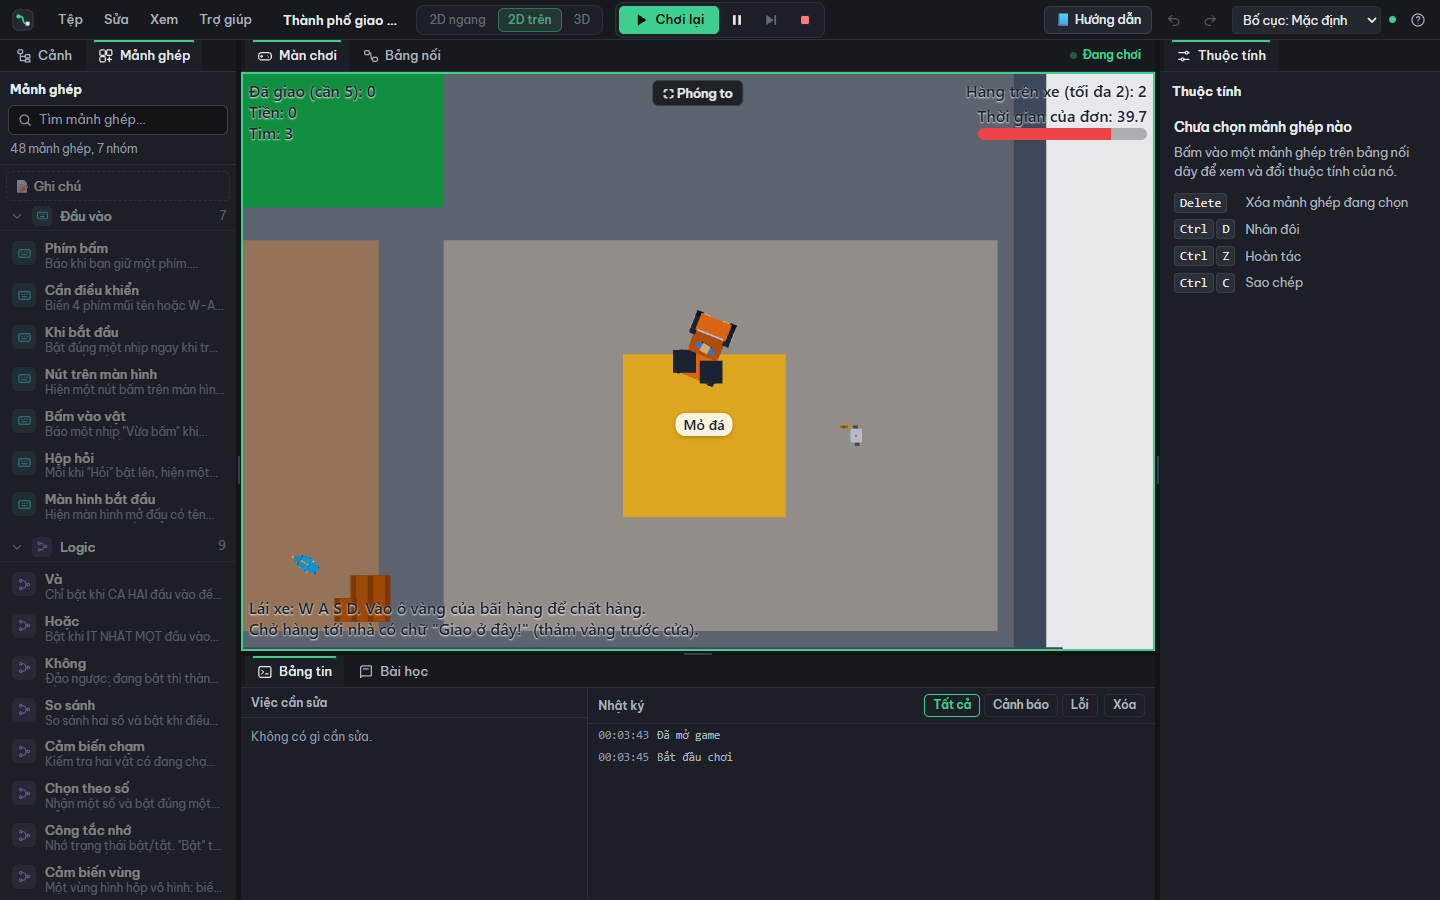 Tệp Sửa Xem Trợ giúp Thành phố giao ... 2D ngang 2D trên 3D Chơi lại Hướng dẫn Bố cục: Mặc định
Cảnh Mảnh ghép
Mảnh ghép
Tìm mảnh ghép...
48 mảnh ghép, 7 nhóm
Ghi chú
Đầu vào 7
Phím bấm
Báo khi bạn giữ một phím....
Cần điều khiển
Biến 4 phím mũi tên hoặc W-A...
Khi bắt đầu
Bật đúng một nhịp ngay khi tr...
Nút trên màn hình
Hiện một nút bấm trên màn hìn...
Bấm vào vật
Báo một nhịp "Vừa bấm" khi...
Hộp hỏi
Mỗi khi "Hỏi" bật lên, hiện một...
Màn hình bắt đầu
Hiện màn hình mở đầu có tên...
Logic 9
Và
Chỉ bật khi CẢ HAI đầu vào đề...
Hoặc
Bật khi ÍT NHẤT MỘT đầu vào...
Không
Đảo ngược: đang bật thì thàn...
So sánh
So sánh hai số và bật khi điều...
Cảm biến chạm
Kiểm tra hai vật có đang chạ...
Chọn theo số
Nhận một số và bật đúng một...
Công tắc nhớ
Nhớ trạng thái bật/tắt. "Bật" t...
Cảm biến vùng
Một vùng hình hộp vô hình: biế...
Màn chơi Bảng nối Đang chơi
Đã giao (cần 5): 0
Tiền: 0
Tim: 3
Phóng to
Hàng trên xe (tối đa 2): 2
Thời gian của đơn: 39.7
Mỏ đá
Lái xe: W A S D. Vào ô vàng của bãi hàng để chất hàng.
Chở hàng tới nhà có chữ "Giao ở đây!" (thảm vàng trước cửa).
Bảng tin Bài học
Việc cần sửa
Không có gì cần sửa.
Nhật ký Tất cả Cảnh báo Lỗi Xóa
00:03:43 Đã mở game
00:03:45 Bắt đầu chơi
Thuộc tính
Thuộc tính
Chưa chọn mảnh ghép nào
Bấm vào một mảnh ghép trên bảng nối
dây để xem và đổi thuộc tính của nó.
Delete Xóa mảnh ghép đang chọn
Ctrl D Nhân đôi
Ctrl Z Hoàn tác
Ctrl C Sao chép